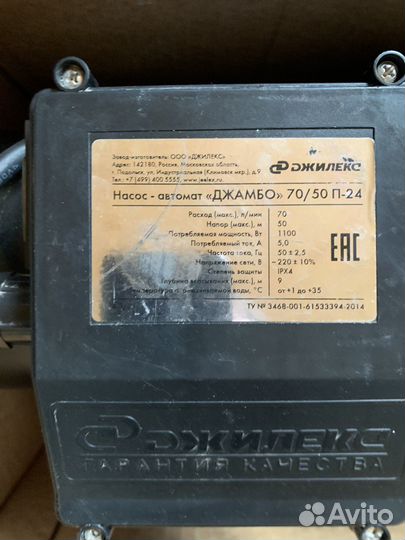 Завод-изготовитель: ООО «ДЖИЛЕКС»
Адрес: 142180, Россия, Московская область,
г. Подольск, ул. Индустриальная (Климовск мкр.), д.9
Тел.: +7 (499) 400 5555, www.jeelex.ru
ДЖИЛЕКС
Насос - автомат «ДЖАМБО» 70/50 П-24
Расход (макс.), л/мин 70
Напор (макс.), м 50
Потребляемая мощность, Вт 1100
Потребляемый ток, А 5,0
Частота тока, Гц 50 ± 2,5
Напряжение сети, В ~ 220 ± 10%
Степень защиты IPX4
Глубина всасывания (макс.), м 9
Температура перекачиваемой воды, °С от +1 до +35
EAC
ТУ № 3468-001-61533394-2014
ДЖИЛЕКС
ГАРАНТИЯ КАЧЕСТВА
Avito